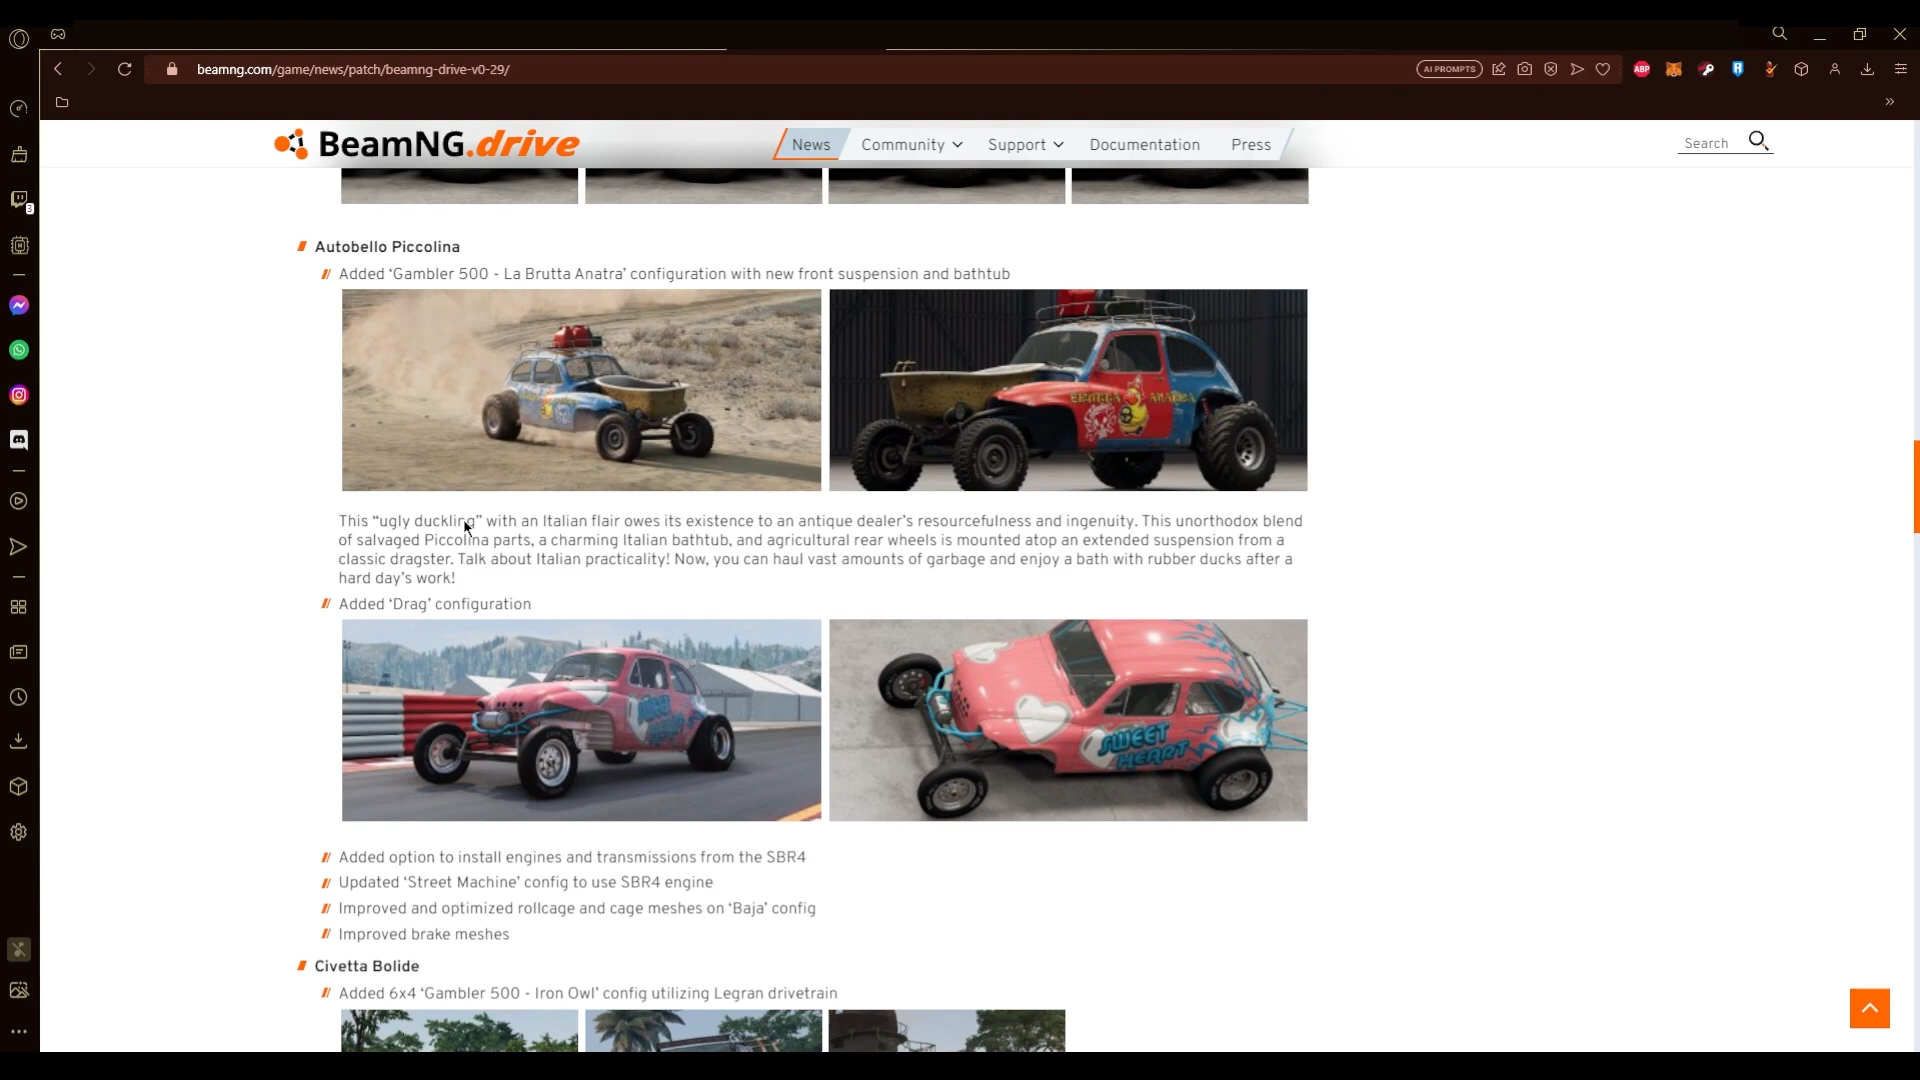 beamng.com/game/news/patch/beamng-drive-v0-29/
AI PROMPTS
ABP
3
BeamNG.drive
News
Community
Support
Documentation
Press
Search
Autobello Piccolina
Added ‘Gambler 500 - La Brutta Anatra’ configuration with new front suspension and bathtub
BRUTTA ANATRA
This “ugly duckling” with an Italian flair owes its existence to an antique dealer’s resourcefulness and ingenuity. This unorthodox blend
of salvaged Piccolina parts, a charming Italian bathtub, and agricultural rear wheels is mounted atop an extended suspension from a
classic dragster. Talk about Italian practicality! Now, you can haul vast amounts of garbage and enjoy a bath with rubber ducks after a
hard day’s work!
Added ‘Drag’ configuration
SWEET
HEART
SWEET
HEART
Added option to install engines and transmissions from the SBR4
Updated ‘Street Machine’ config to use SBR4 engine
Improved and optimized rollcage and cage meshes on ‘Baja’ config
Improved brake meshes
Civetta Bolide
Added 6x4 ‘Gambler 500 - Iron Owl’ config utilizing Legran drivetrain